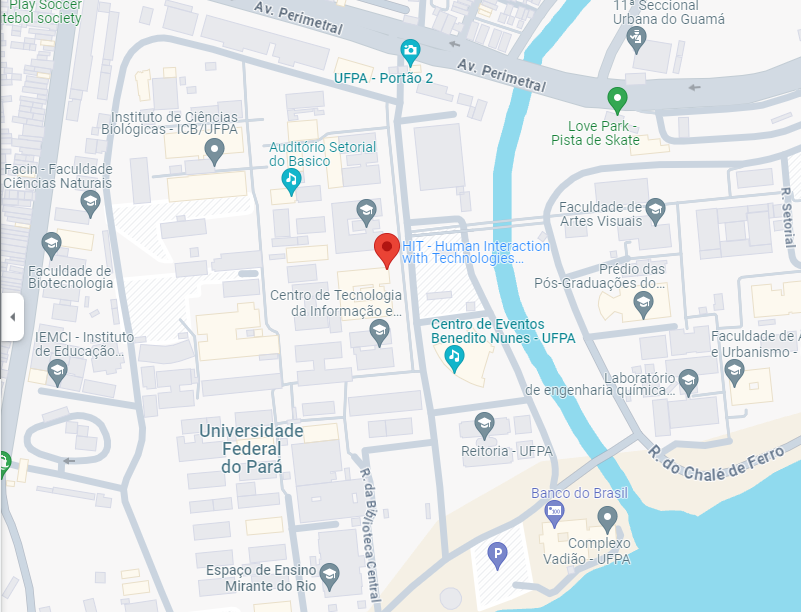 Play Soccer
tebol society
Av. Perimetral
11ª Seccional
Urbana do Guamá
UFPA - Portão 2
Av. Perimetral
Instituto de Ciências
Biológicas - ICB/UFPA
Love Park -
Pista de Skate
Auditório Setorial
do Basico
Facin - Faculdade
Ciências Naturais
Faculdade de
Artes Visuais
R. Setorial
HIT - Human Interaction
with Technologies...
Faculdade de
Biotecnologia
Prédio das
Pós-Graduações do...
Centro de Tecnologia
da Informação e...
Centro de Eventos
Benedito Nunes - UFPA
IEMCI - Instituto
de Educação...
Faculdade de A
e Urbanismo -
Laboratório
de engenharia química...
Universidade
Federal
do Pará
Reitoria - UFPA
R. do Chalé de Ferro
R. da Biblioteca Central
Banco do Brasil
Complexo
Vadião - UFPA
P
Espaço de Ensino
Mirante do Rio